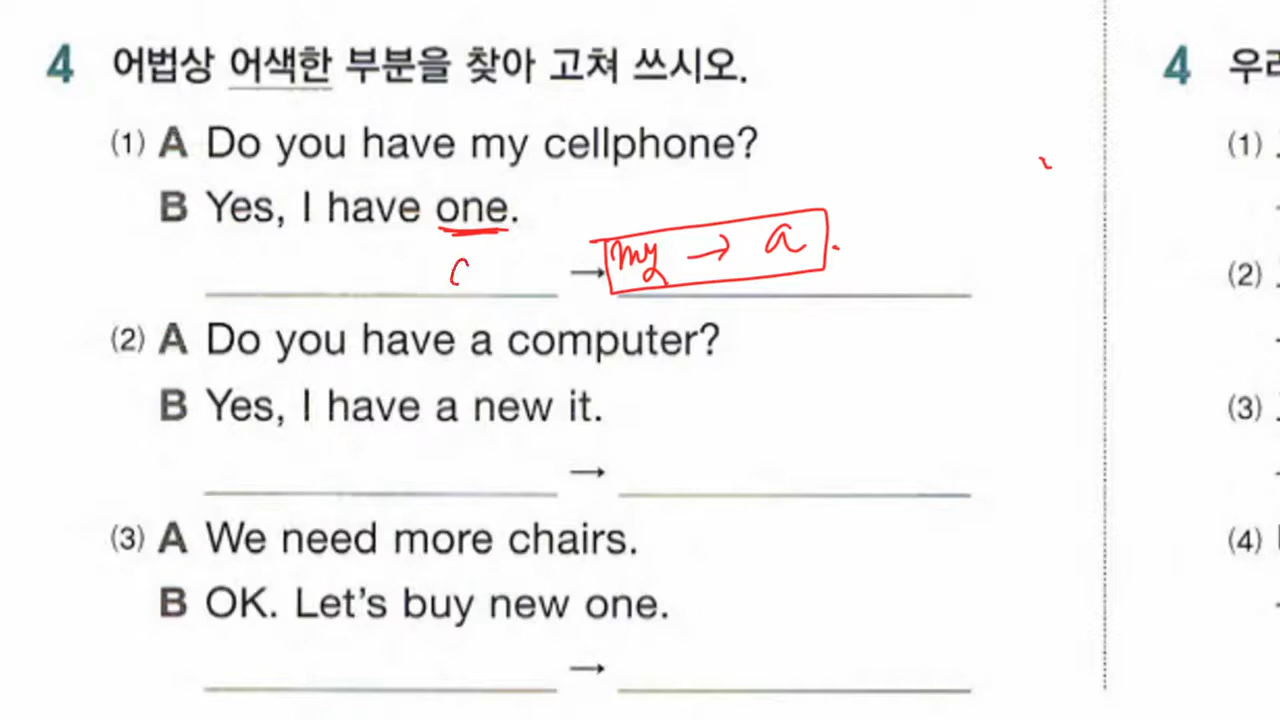 4 어법상 어색한 부분을 찾아 고쳐 쓰시오.
(1) A Do you have my cellphone?
B Yes, I have one.
→ my → a.
(2) A Do you have a computer?
B Yes, I have a new it.
→
(3) A We need more chairs.
B OK. Let's buy new one.
→
4 우리
(1)
(2)
(3)
(4)